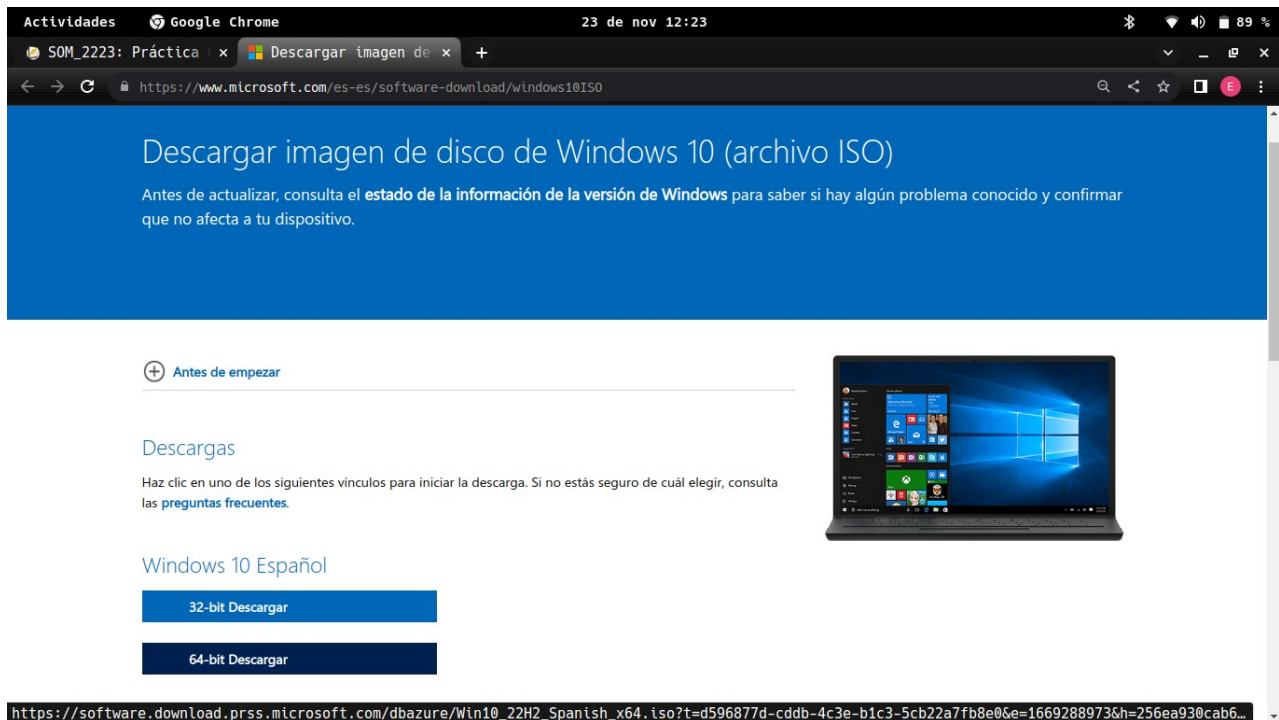 Actividades Google Chrome 23 de nov 12:23 89 %
SOM_2223: Práctica Descargar imagen de
https://www.microsoft.com/es-es/software-download/windows10ISO E
Descargar imagen de disco de Windows 10 (archivo ISO)
Antes de actualizar, consulta el estado de la información de la versión de Windows para saber si hay algún problema conocido y confirmar
que no afecta a tu dispositivo.
Antes de empezar
Descargas
Haz clic en uno de los siguientes vinculos para iniciar la descarga. Si no estás seguro de cuál elegir, consulta
las preguntas frecuentes.
Windows 10 Español
32-bit Descargar
64-bit Descargar
https://software.download.prss.microsoft.com/dbazure/Win10_22H2_Spanish_x64.iso?t=d596877d-cddb-4c3e-b1c3-5cb22a7fb8e0&e=1669288973&h=256ea930cab6…